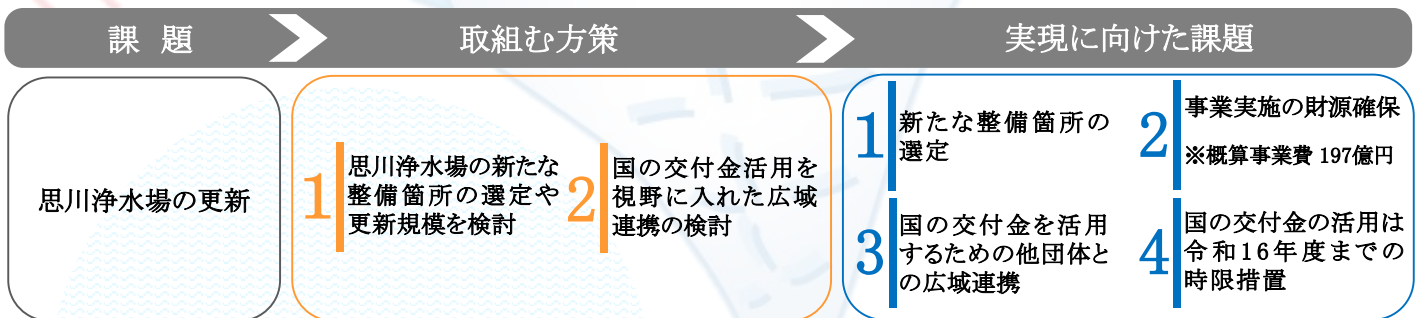 課 題
取組む方策
実現に向けた課題
思川浄水場の更新
1
思川浄水場の新たな
整備箇所の選定や
更新規模を検討
2
国の交付金活用を
視野に入れた広域
連携の検討
1
新たな整備箇所の
選定
2
事業実施の財源確保
※概算事業費 197億円
3
国の交付金を活用
するための他団体と
の広域連携
4
国の交付金の活用は
令和16年度までの
時限措置